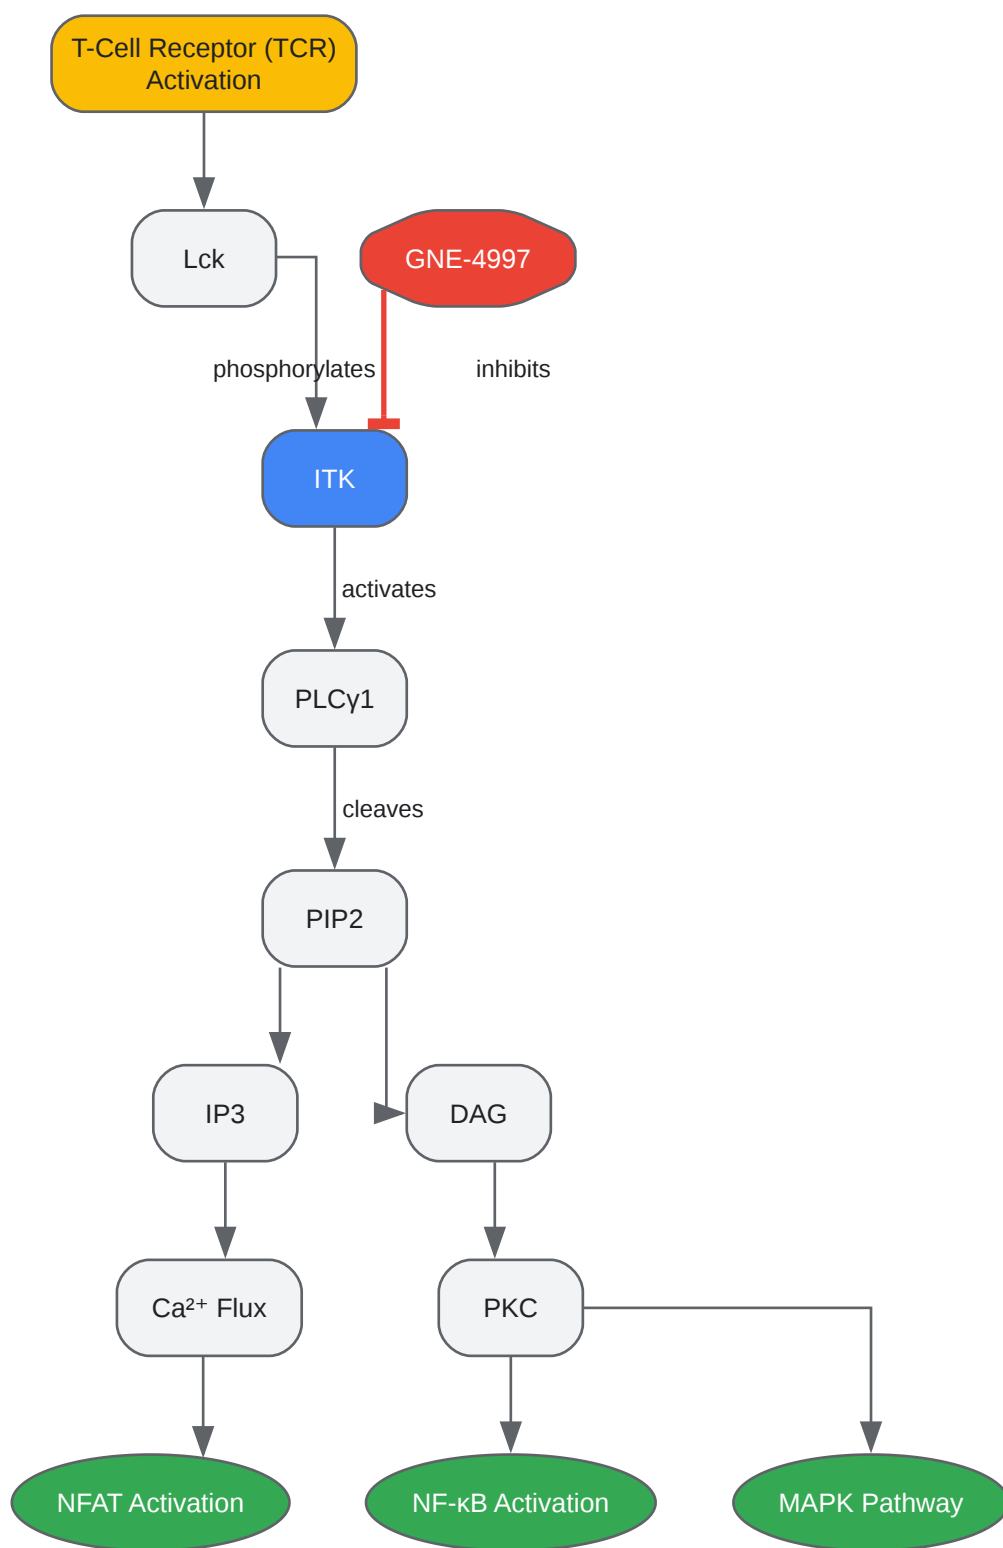 T-Cell Receptor (TCR)
Activation
Lck
GNE-4997
phosphorylates
inhibits
ITK
activates
PLCγ1
cleaves
PIP2
IP3
DAG
Ca²⁺ Flux
PKC
NFAT Activation
NF-κB Activation
MAPK Pathway